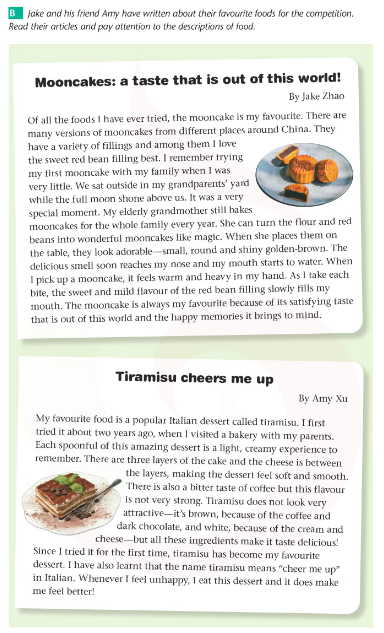 B Jake and his friend Amy have written about their favourite foods for the competition.
Read their articles and pay attention to the descriptions of food.
Mooncakes: a taste that is out of this world!
By Jake Zhao
Of all the foods I have ever tried, the mooncake is my favourite. There are
many versions of mooncakes from different places around China. They
have a variety of fillings and among them I love
the sweet red bean filling best. I remember trying
my first mooncake with my family when I was
very little. We sat outside in my grandparents' yard
while the full moon shone above us. It was a very
special moment. My elderly grandmother still bakes
mooncakes for the whole family every year. She can turn the flour and red
beans into wonderful mooncakes like magic. When she places them on
the table, they look adorable—small, round and shiny golden-brown. The
delicious smell soon reaches my nose and my mouth starts to water. When
I pick up a mooncake, it feels warm and heavy in my hand. As I take each
bite, the sweet and mild flavour of the red bean filling slowly fills my
mouth. The mooncake is always my favourite because of its satisfying taste
that is out of this world and the happy memories it brings to mind.
Tiramisu cheers me up
By Amy Xu
My favourite food is a popular Italian dessert called tiramisu. I first
tried it about two years ago, when I visited a bakery with my parents.
Each spoonful of this amazing dessert is a light, creamy experience to
remember. There are three layers of the cake and the cheese is between
the layers, making the dessert feel soft and smooth.
There is also a bitter taste of coffee but this flavour
is not very strong. Tiramisu does not look very
attractive—it's brown, because of the coffee and
dark chocolate, and white, because of the cream and
cheese—but all these ingredients make it taste delicious!
Since I tried it for the first time, tiramisu has become my favourite
dessert. I have also learnt that the name tiramisu means "cheer me up"
in Italian. Whenever I feel unhappy, I eat this dessert and it does make
me feel better!